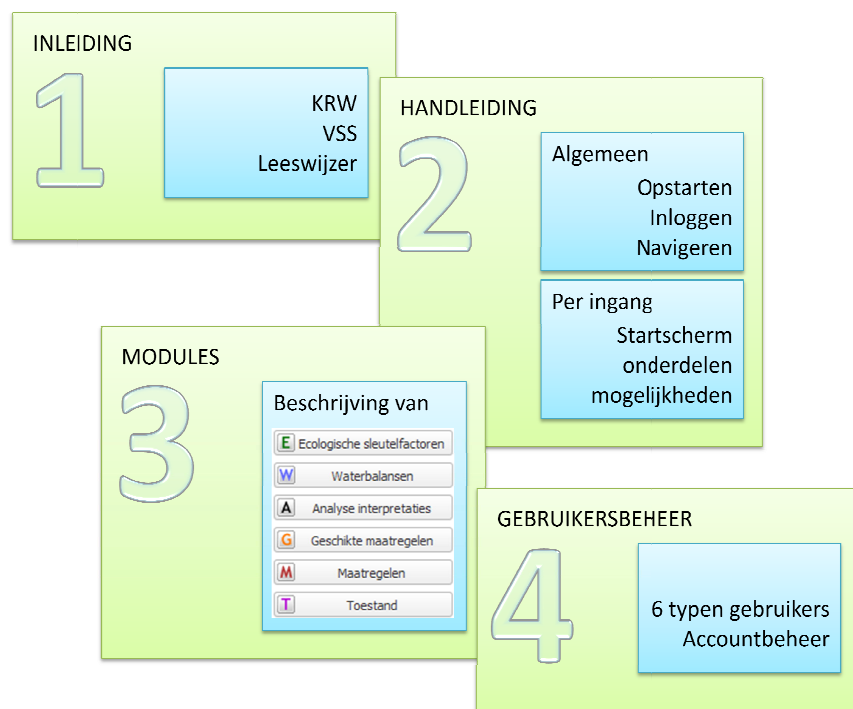 INLEIDING
1
KRW
VSS
Leeswijzer
HANDLEIDING
2
Algemeen
Opstarten
Inloggen
Navigeren
Per ingang
Startscherm
onderdelen
mogelijkheden
MODULES
3
Beschrijving van
E Ecologische sleutelfactoren
W Waterbalansen
A Analyse interpretaties
G Geschikte maatregelen
M Maatregelen
T Toestand
GEBRUIKERSBEHEER
4
6 typen gebruikers
Accountbeheer